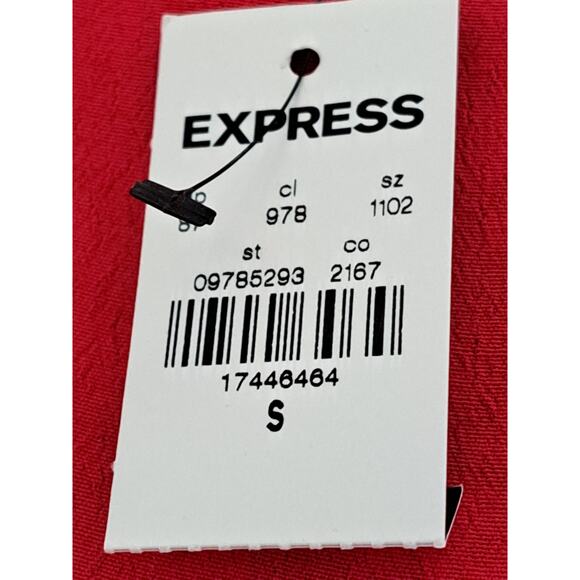 EXPRESS
cl sz
978 1102
st co
09785293 2167
17446464
S